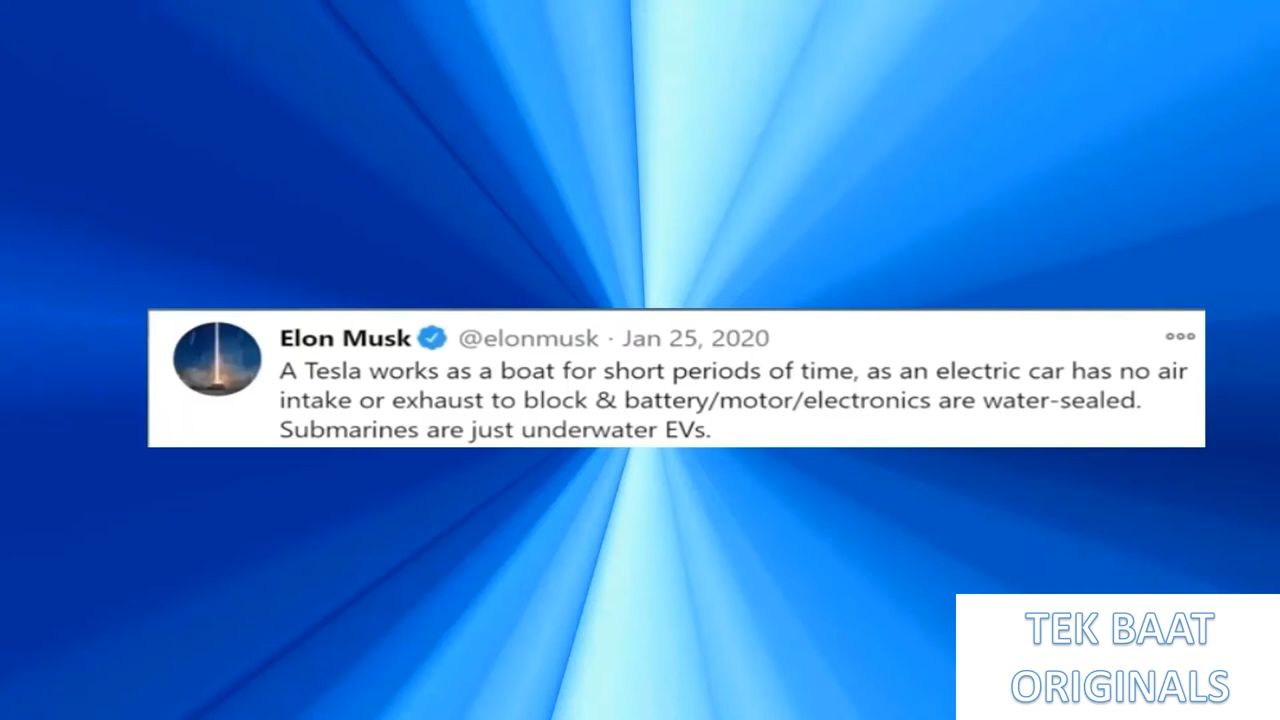 Elon Musk @elonmusk · Jan 25, 2020
A Tesla works as a boat for short periods of time, as an electric car has no air
intake or exhaust to block & battery/motor/electronics are water-sealed.
Submarines are just underwater EVs.
TEK BAAT
ORIGINALS